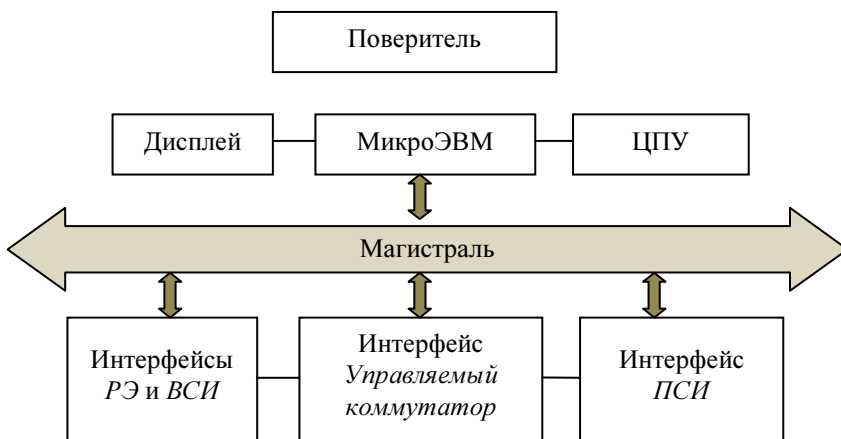 Поверитель
Дисплей
МикроЭВМ
ЦПУ
Магистраль
Интерфейсы
РЭ и ВСИ
Интерфейс
Управляемый
коммутатор
Интерфейс
ПСИ